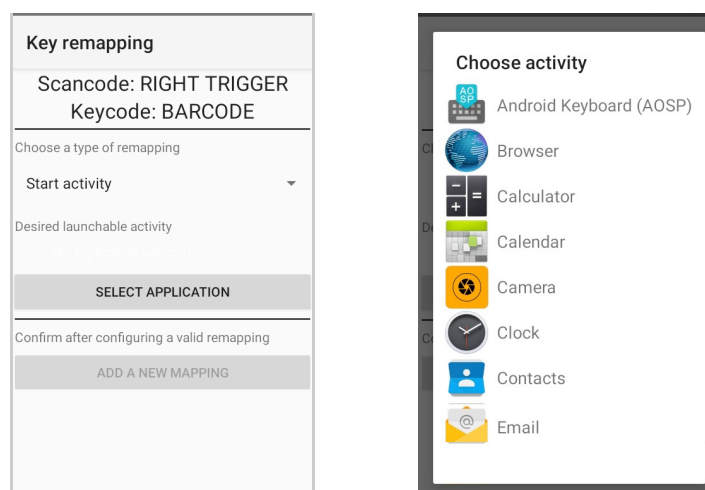 Key remapping
Scancode: RIGHT TRIGGER
Keycode: BARCODE
Choose a type of remapping
Start activity
Desired launchable activity
SELECT APPLICATION
Confirm after configuring a valid remapping
ADD A NEW MAPPING
Choose activity
AO
SP
Android Keyboard (AOSP)
Browser
Calculator
Calendar
Camera
Clock
Contacts
@
Email